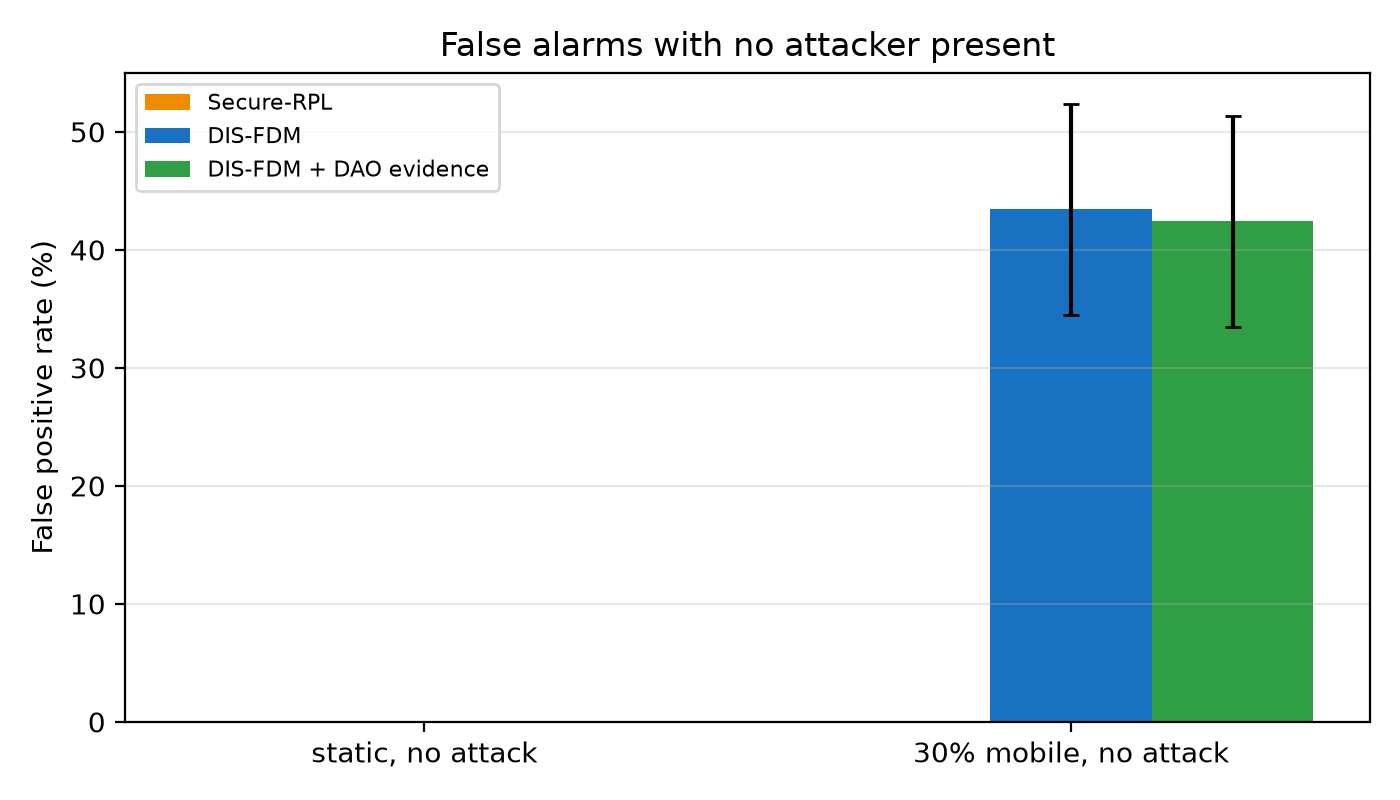 False alarms with no attacker present
Secure-RPL
DIS-FDM
DIS-FDM + DAO evidence
False positive rate (%)
50
40
30
20
10
0
static, no attack
30% mobile, no attack